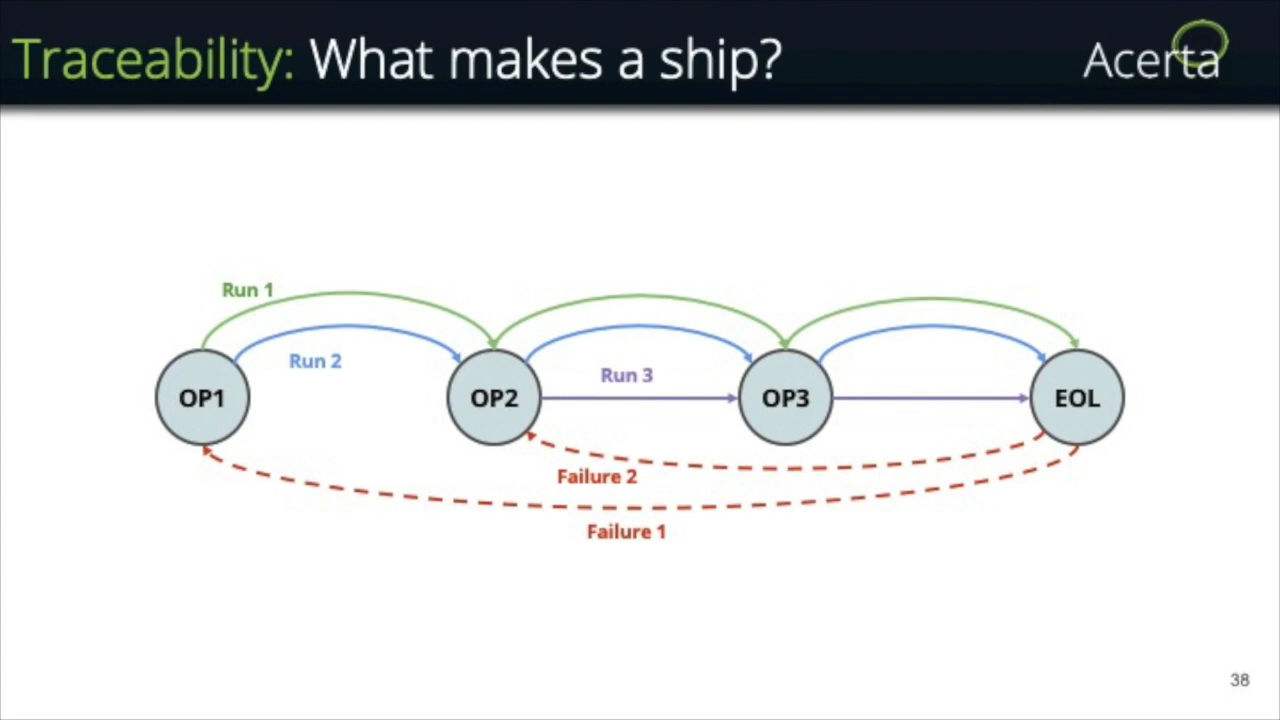 Traceability: What makes a ship?
Acerta
Run 1
Run 2
Run 3
OP1
OP2
OP3
EOL
Failure 2
Failure 1
38